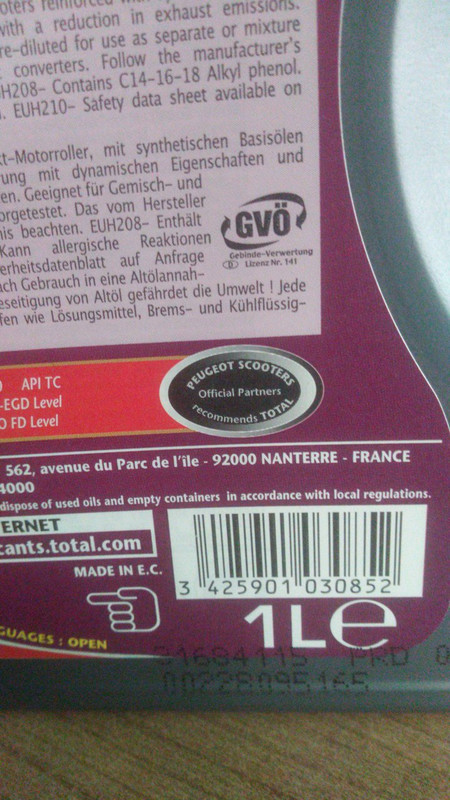 with a reduction in exhaust emissions.
re-diluted for use as separate or mixture
converters. Follow the manufacturer's
H208- Contains C14-16-18 Alkyl phenol.
. EUH210- Safety data sheet available on
kt-Motorroller, mit synthetischen Basisölen
rung mit dynamischen Eigenschaften und
en. Geeignet für Gemisch- und
orgetestet. Das vom Hersteller
nis beachten. EUH208- Enthält
Kann allergische Reaktionen
erheitsdatenblatt auf Anfrage
ach Gebrauch in eine Altölannah-
eseitigung von Altöl gefährdet die Umwelt ! Jede
fen wie Lösungsmittel, Brems- und Kühlflüssig-
GVÖ
Gebinde-Verwertung
D Lizenz Nr. 141
API TC
-EGD Level
O FD Level
PEUGEOT SCOOTERS
Official Partners
recommends TOTAL
562, avenue du Parc de l'île - 92000 NANTERRE - FRANCE
4000
dispose of used oils and empty containers in accordance with local regulations.
ERNET
cants.total.com
MADE IN E.C.
3 425901 030852
1L e
GUAGES : OPEN
PRD 0